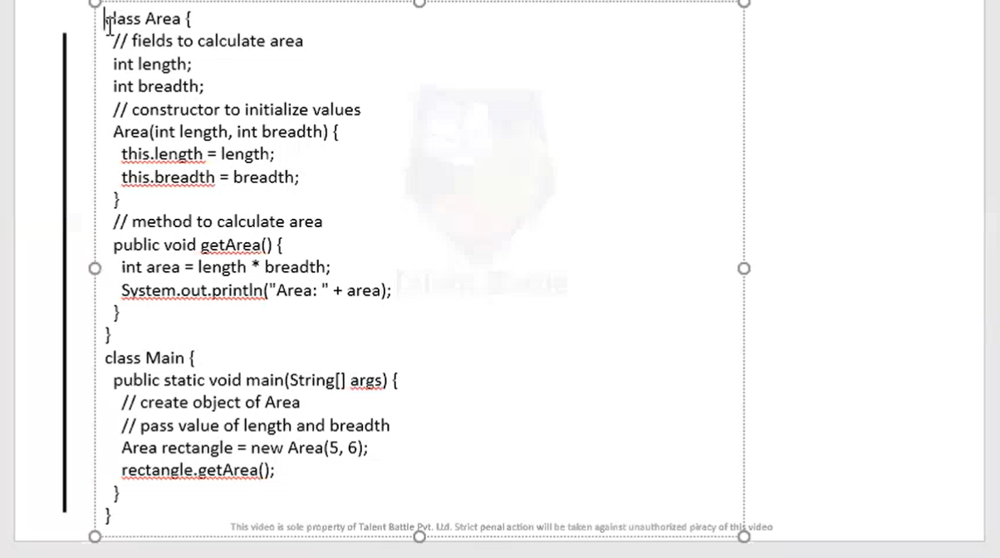 class Area {
// fields to calculate area
int length;
int breadth;
// constructor to initialize values
Area(int length, int breadth) {
this.length = length;
this.breadth = breadth;
}
// method to calculate area
public void getArea() {
int area = length * breadth;
System.out.println("Area: " + area);
}
}
class Main {
public static void main(String[] args) {
// create object of Area
// pass value of length and breadth
Area rectangle = new Area(5, 6);
rectangle.getArea();
}
}
This video is sole property of Talent Battle Pvt. Ltd. Strict penal action will be taken against unauthorized piracy of this video